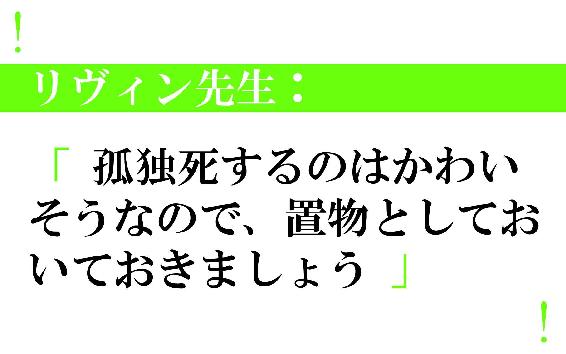 !
リヴィン先生：
「 孤独死するのはかわい
そうなので、置物としてお
いておきましょう 」
!